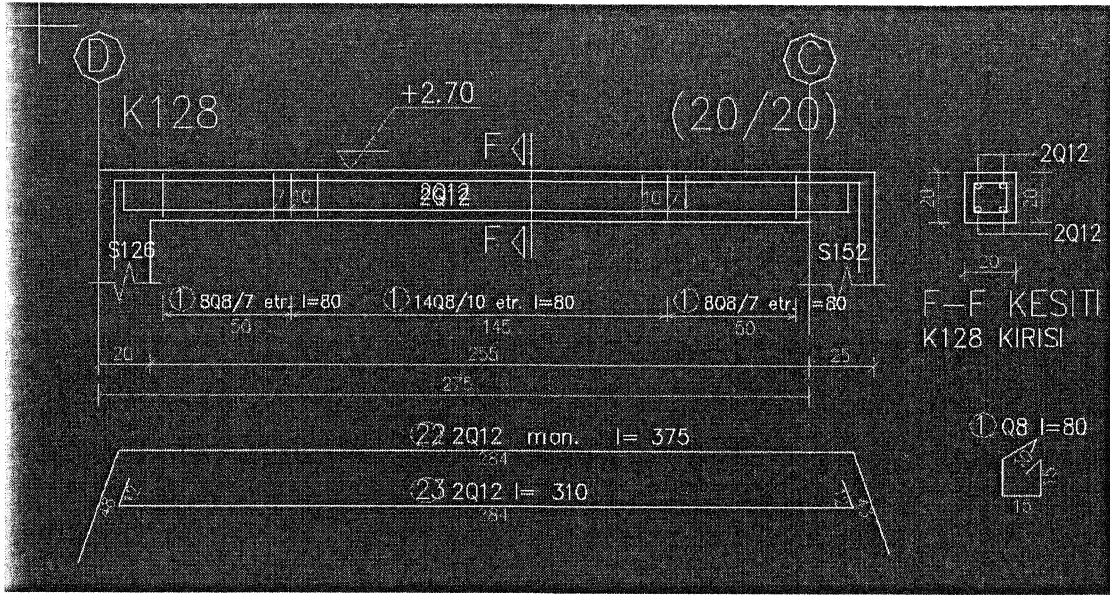 D
C
K128
+2.70
(20/20)
F
2Q12
7 10
2Q12
7
20
20
2Q12
F
S126
S152
20
① 8Q8/7 etr. l=80
① 14Q8/10 etr. l=80
① 8Q8/7 etr. l=80
50
145
50
F-F KESITI
K128 KIRISI
20
255
25
275
22 2Q12 mon. l= 375
284
① Q8 l=80
23 2Q12 l= 310
284
15